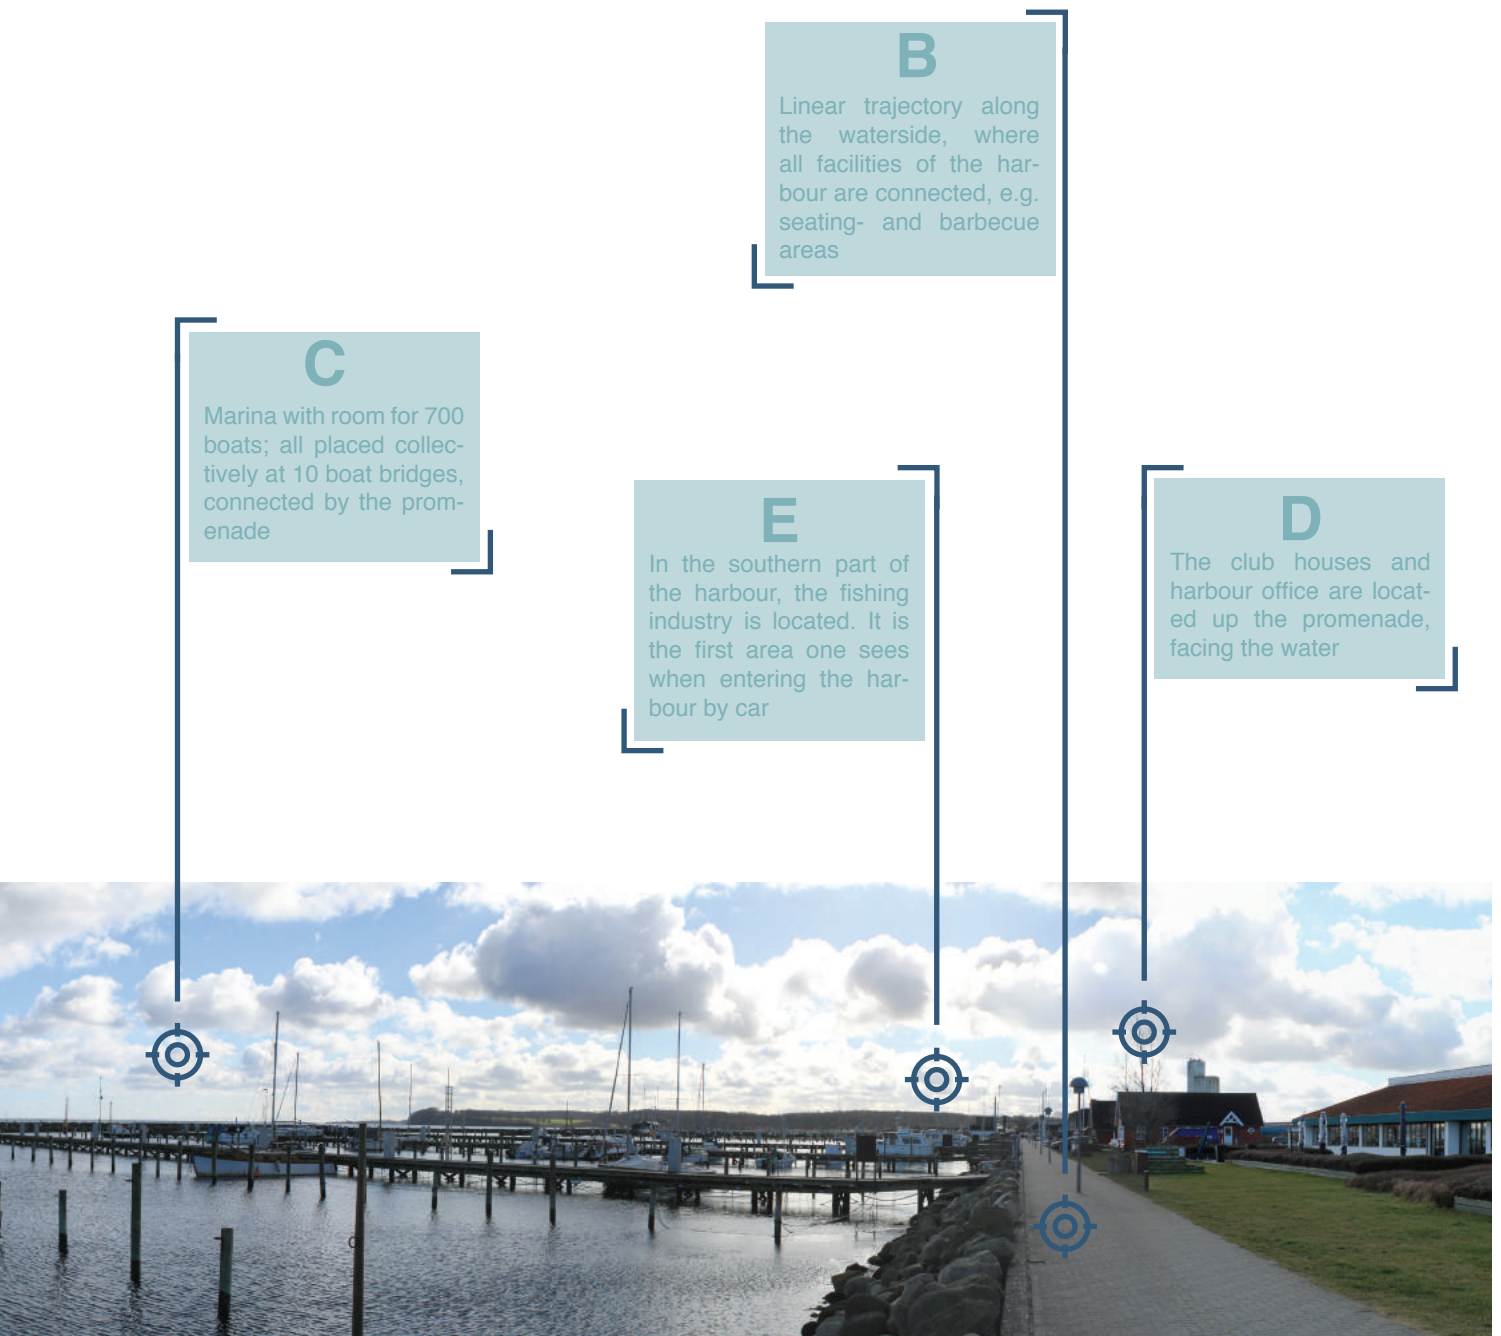 B
Linear trajectory along
the waterside, where
all facilities of the har-
bour are connected, e.g.
seating- and barbecue
areas
C
Marina with room for 700
boats; all placed collec-
tively at 10 boat bridges,
connected by the prom-
enade
E
In the southern part of
the harbour, the fishing
industry is located. It is
the first area one sees
when entering the har-
bour by car
D
The club houses and
harbour office are locat-
ed up the promenade,
facing the water